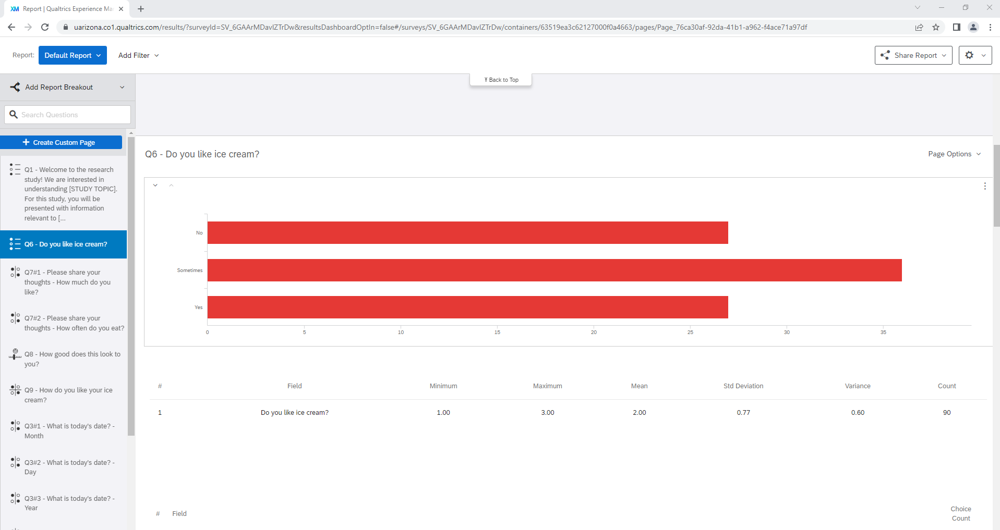 Report | Qualtrics Experience Ma
uarizona.co1.qualtrics.com/results/?surveyId=SV_6GAArMDavIZTrDw&resultsDashboardOptIn=false#/surveys/SV_6GAArMDavIZTrDw/containers/63519ea3c62127000f0a4663/pages/Page_76ca30af-92da-41b1-a962-f4ace71a97df
Report: Default Report Add Filter Share Report
Add Report Breakout
Back to Top
Search Questions
Create Custom Page
Q1 - Welcome to the research
study! We are interested in
understanding [STUDY TOPIC].
For this study, you will be
presented with information
relevant to [...
Q6 - Do you like ice cream?
Q7#1 - Please share your
thoughts - How much do you
like?
Q7#2 - Please share your
thoughts - How often do you eat?
Q8 - How good does this look to
you?
Q9 - How do you like your ice
cream?
Q3#1 - What is today's date? -
Month
Q3#2 - What is today's date? -
Day
Q3#3 - What is today's date? -
Year
Q6 - Do you like ice cream?
Page Options
No
Sometimes
Yes
0 5 10 15 20 25 30 35
# Field Minimum Maximum Mean Std Deviation Variance Count
1 Do you like ice cream? 1.00 3.00 2.00 0.77 0.60 90
# Field Choice
Count